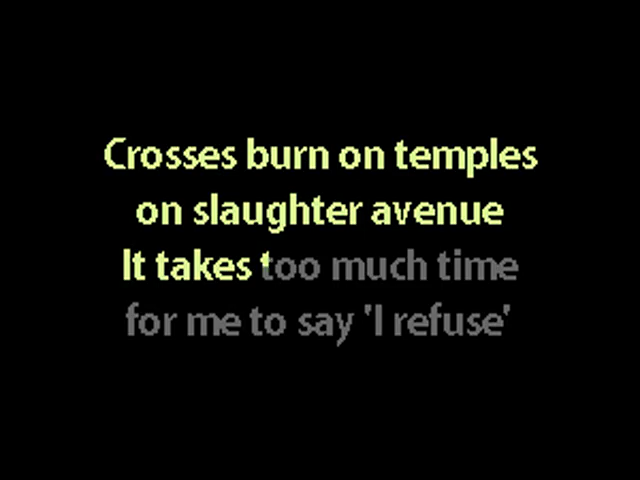 Crosses burn on temples
on slaughter avenue
It takes too much time
for me to say 'I refuse'